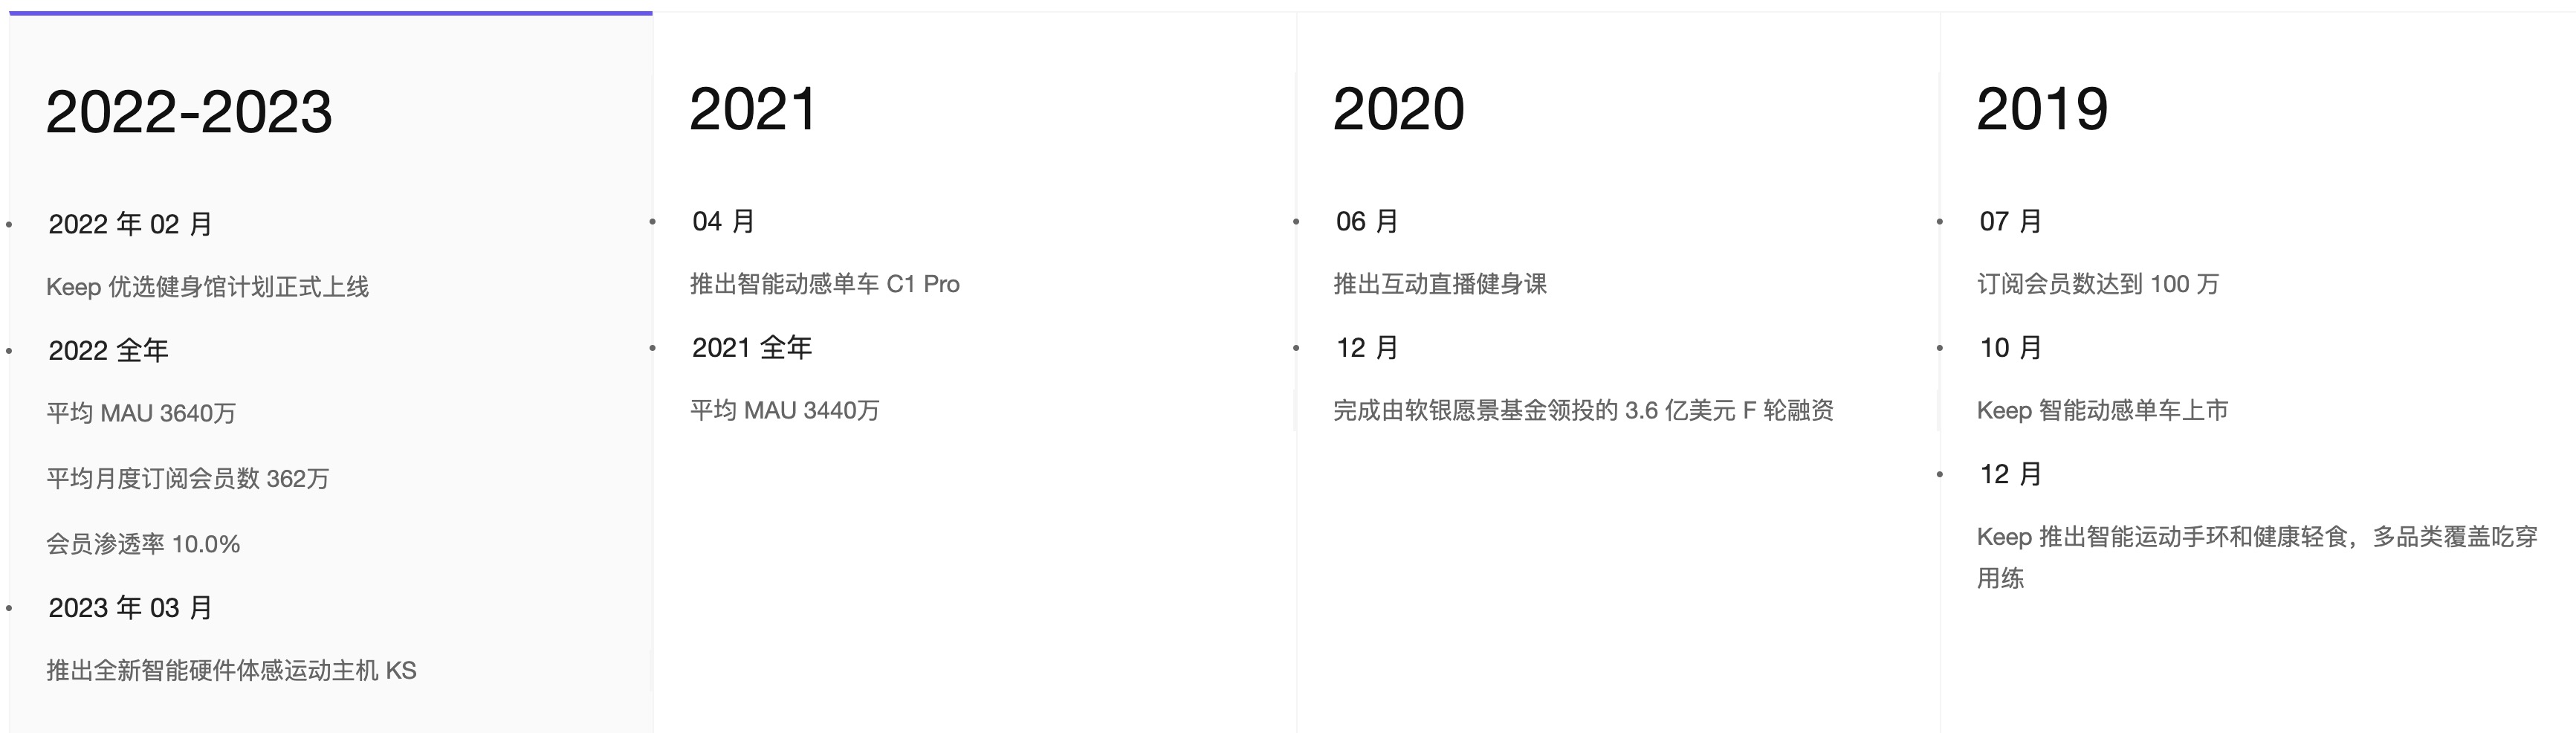 2022-2023
2022 年 02 月
Keep 优选健身馆计划正式上线
2022 全年
平均 MAU 3640万
平均月度订阅会员数 362万
会员渗透率 10.0%
2023 年 03 月
推出全新智能硬件体感运动主机 KS
2021
04 月
推出智能动感单车 C1 Pro
2021 全年
平均 MAU 3440万
2020
06 月
推出互动直播健身课
12 月
完成由软银愿景基金领投的 3.6 亿美元 F 轮融资
2019
07 月
订阅会员数达到 100 万
10 月
Keep 智能动感单车上市
12 月
Keep 推出智能运动手环和健康轻食，多品类覆盖吃穿
用练